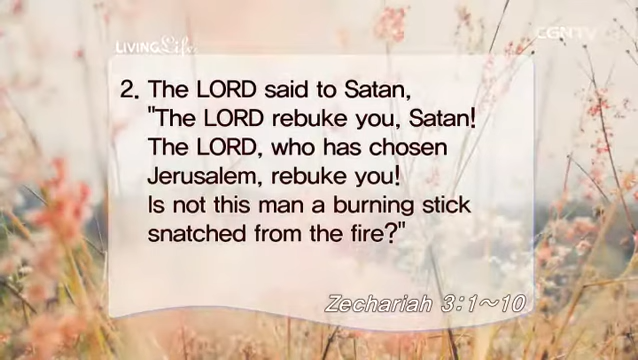 LIVING Life
CGNTV
2. The LORD said to Satan,
"The LORD rebuke you, Satan!
The LORD, who has chosen
Jerusalem, rebuke you!
Is not this man a burning stick
snatched from the fire?"
Zechariah 3:1~10